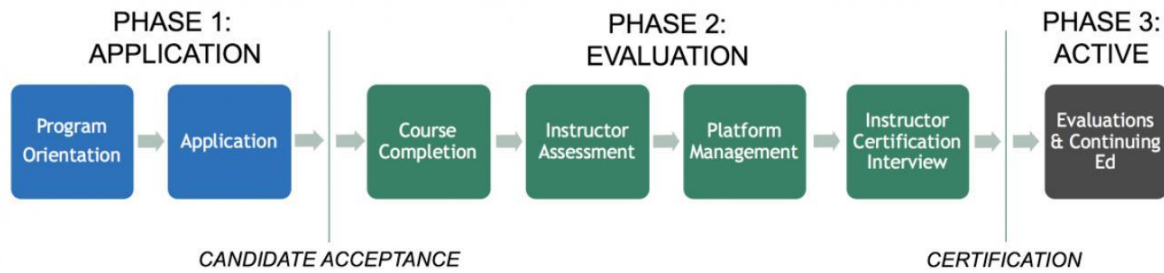 PHASE 1:
APPLICATION
PHASE 2:
EVALUATION
PHASE 3:
ACTIVE
Program
Orientation
Application
Course
Completion
Instructor
Assessment
Platform
Management
Instructor
Certification
Interview
Evaluations
& Continuing
Ed
CANDIDATE ACCEPTANCE
CERTIFICATION